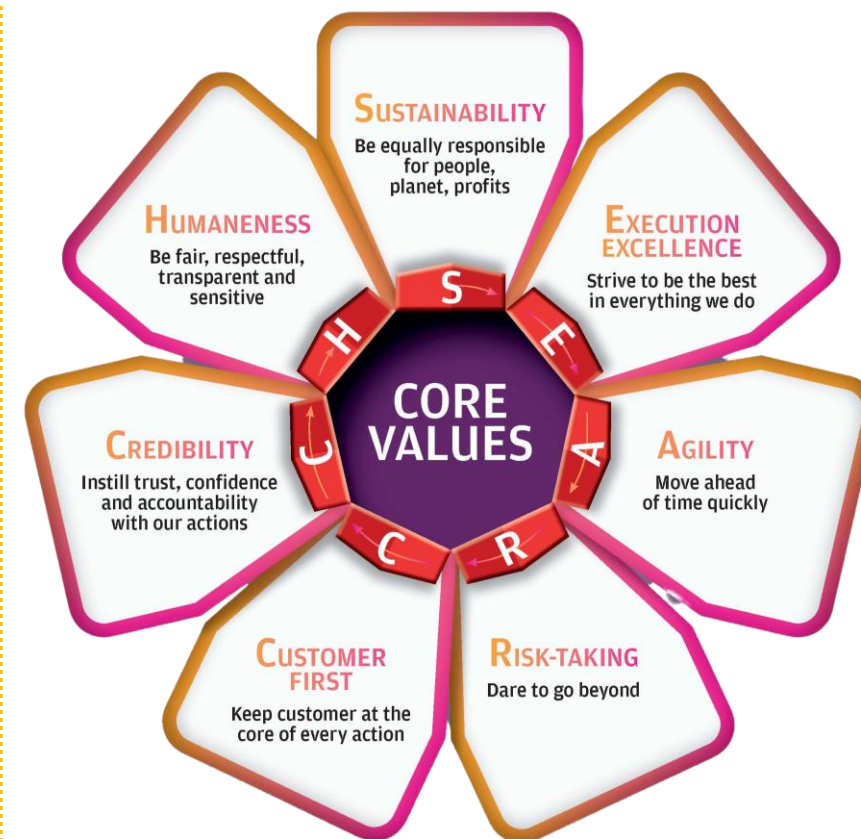 SUSTAINABILITY
Be equally responsible
for people,
planet, profits
EXECUTION
EXCELLENCE
Strive to be the best
in everything we do
AGILITY
Move ahead
of time quickly
RISK-TAKING
Dare to go beyond
CUSTOMER
FIRST
Keep customer at the
core of every action
CREDIBILITY
Instill trust, confidence
and accountability
with our actions
HUMANENESS
Be fair, respectful,
transparent and
sensitive
S
E
A
R
C
C
H
CORE
VALUES